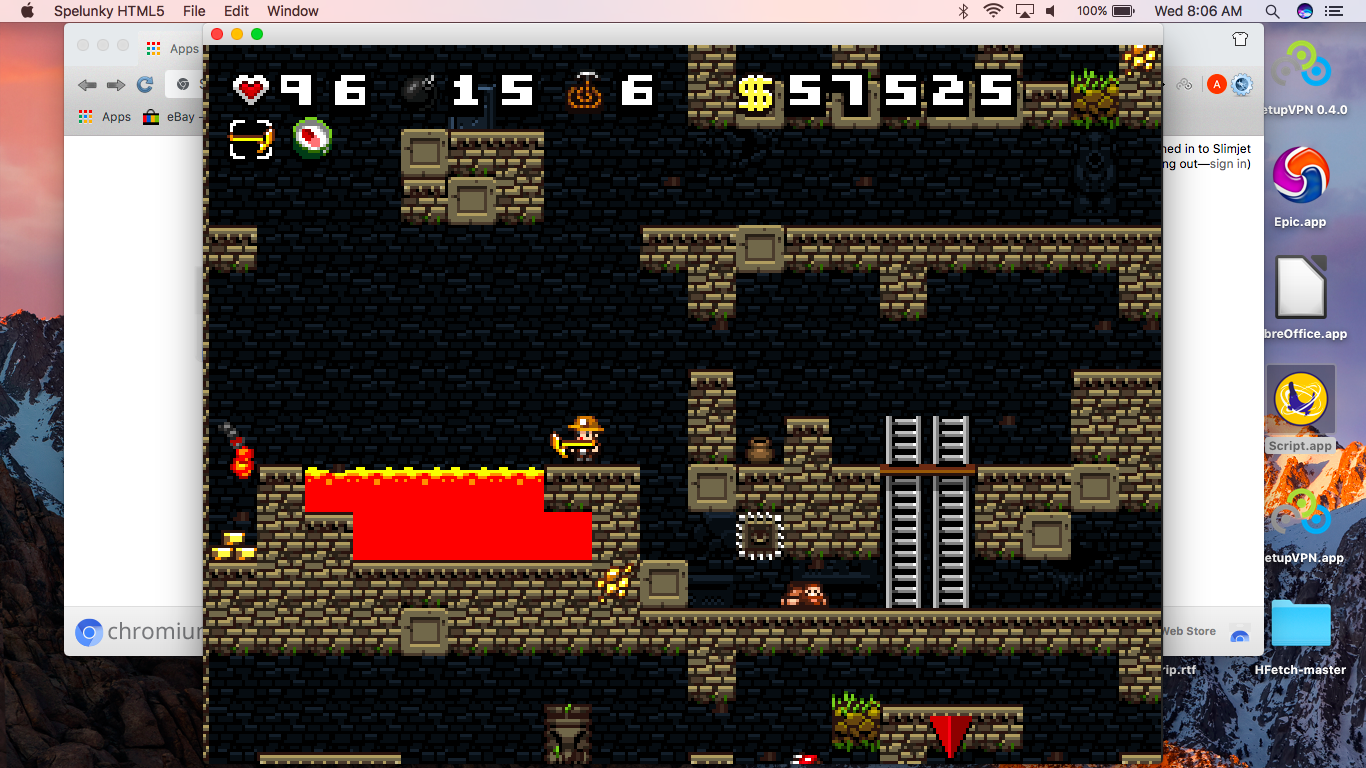 Spelunky HTML5 File Edit Window 100% Wed 8:06 AM
Apps
Apps eBay
96 15 6 $57525
etupVPN 0.4.0
ned in to Slimjet
ng out—sign in)
Epic.app
breOffice.app
Script.app
etupVPN.app
chromiun
Web Store
rip.rtf
HFetch-master